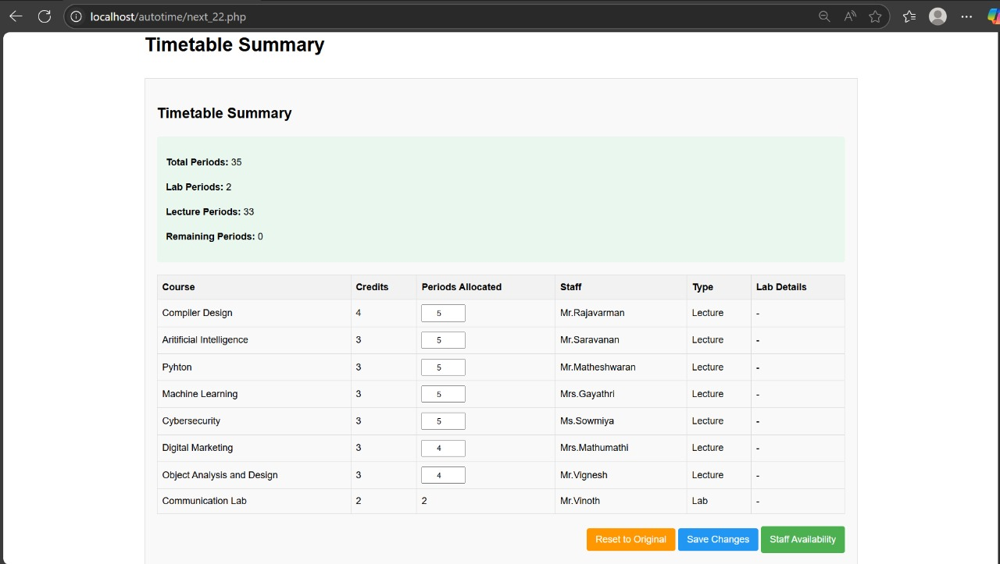 localhost/autotime/next_22.php
Timetable Summary
Timetable Summary
Total Periods: 35
Lab Periods: 2
Lecture Periods: 33
Remaining Periods: 0
Course Credits Periods Allocated Staff Type Lab Details
Compiler Design 4 5 Mr.Rajavarman Lecture -
Aritificial Intelligence 3 5 Mr.Saravanan Lecture -
Pyhton 3 5 Mr.Matheshwaran Lecture -
Machine Learning 3 5 Mrs.Gayathri Lecture -
Cybersecurity 3 5 Ms.Sowmiya Lecture -
Digital Marketing 3 4 Mrs.Mathumathi Lecture -
Object Analysis and Design 3 4 Mr.Vignesh Lecture -
Communication Lab 2 2 Mr.Vinoth Lab -
Reset to Original Save Changes Staff Availability